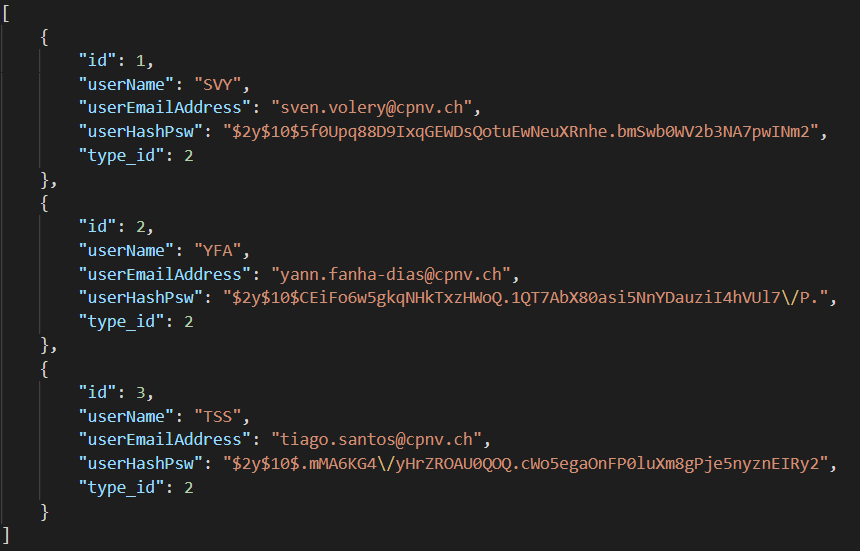 [
    {
        "id": 1,
        "userName": "SVY",
        "userEmailAddress": "sven.volery@cpnv.ch",
        "userHashPsw": "$2y$10$5f0Upq88D9IxqGEWDsQotuEwNeuXRnhe.bmSwb0WV2b3NA7pwINm2",
        "type_id": 2
    },
    {
        "id": 2,
        "userName": "YFA",
        "userEmailAddress": "yann.fanha-dias@cpnv.ch",
        "userHashPsw": "$2y$10$CEiFo6w5gkqNHkTxzHWoQ.1QT7AbX80asi5NnYDauziI4hVUl7\/P.",
        "type_id": 2
    },
    {
        "id": 3,
        "userName": "TSS",
        "userEmailAddress": "tiago.santos@cpnv.ch",
        "userHashPsw": "$2y$10$.mMA6KG4\/yHrZROAU0QOQ.cWo5egaOnFP0luXm8gPje5nyznEIRy2",
        "type_id": 2
    }
]